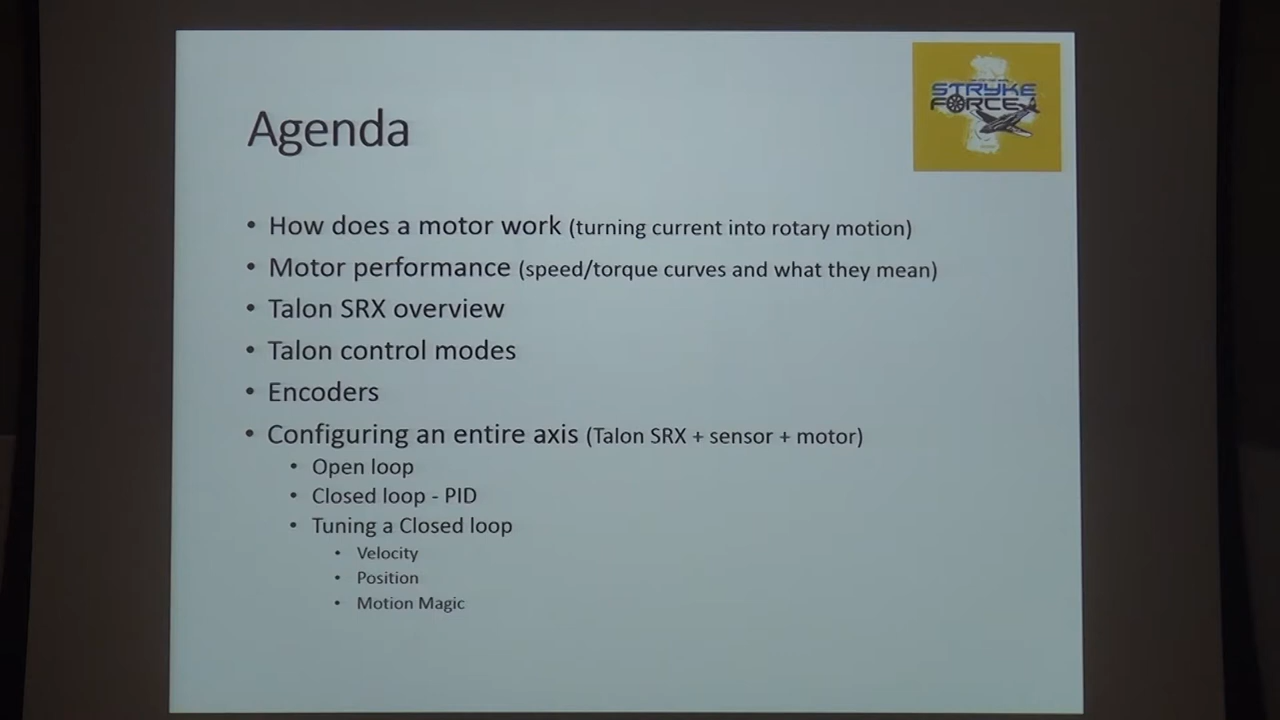 STRYKE
FORCE
Agenda
• How does a motor work (turning current into rotary motion)
• Motor performance (speed/torque curves and what they mean)
• Talon SRX overview
• Talon control modes
• Encoders
• Configuring an entire axis (Talon SRX + sensor + motor)
• Open loop
• Closed loop - PID
• Tuning a Closed loop
• Velocity
• Position
• Motion Magic